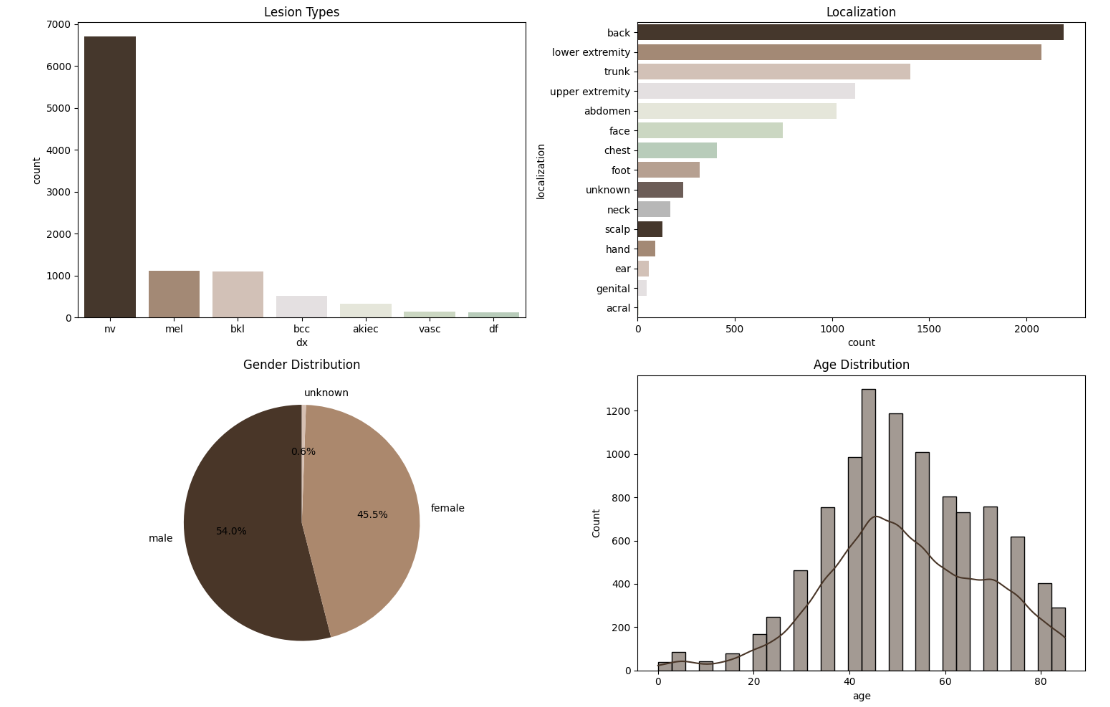 Lesion Types
7000
6000
5000
4000
3000
2000
1000
0
count
nv mel bkl bcc akiec vasc df
dx
Localization
localization
back
lower extremity
trunk
upper extremity
abdomen
face
chest
foot
unknown
neck
scalp
hand
ear
genital
acral
0 500 1000 1500 2000
count
Gender Distribution
unknown
0.6%
female
45.5%
male
54.0%
Age Distribution
1200
1000
800
600
400
200
0
Count
0 20 40 60 80
age